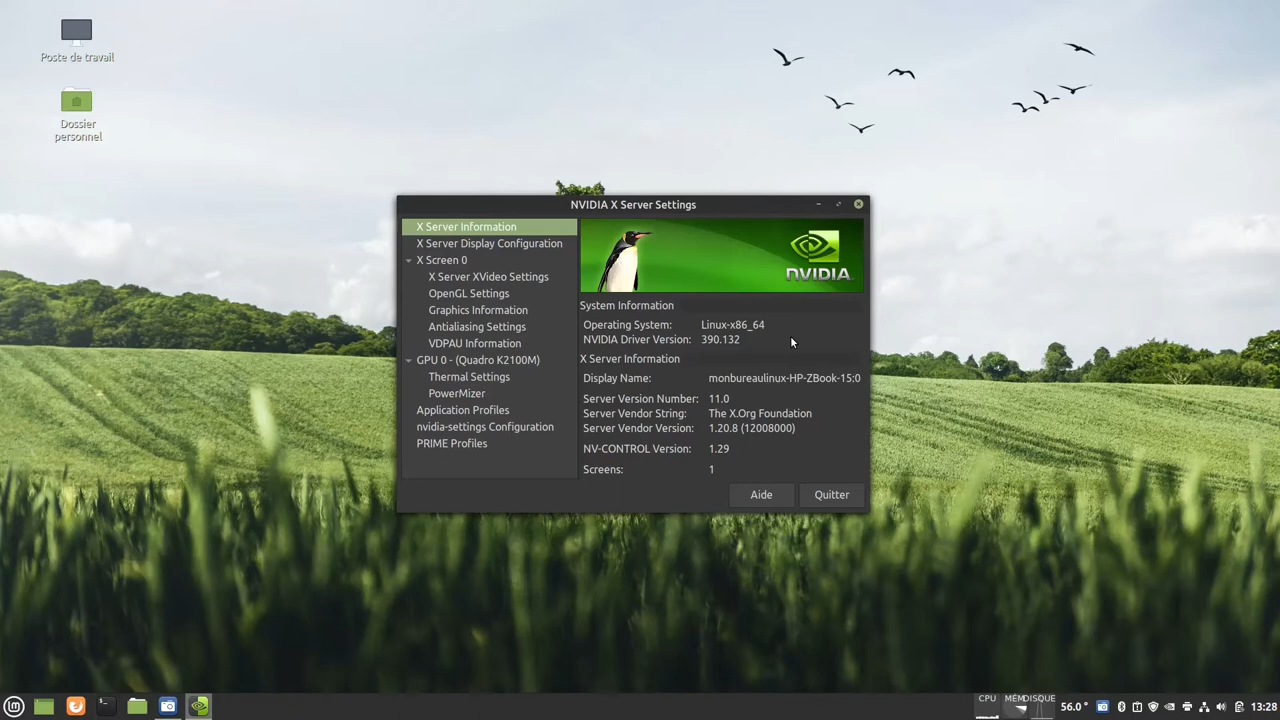 Poste de travail
Dossier
personnel
NVIDIA X Server Settings
X Server Information
X Server Display Configuration
X Screen 0
X Server XVideo Settings
OpenGL Settings
Graphics Information
Antialiasing Settings
VDPAU Information
GPU 0 - (Quadro K2100M)
Thermal Settings
PowerMizer
Application Profiles
nvidia-settings Configuration
PRIME Profiles
NVIDIA.
System Information
Operating System: Linux-x86_64
NVIDIA Driver Version: 390.132
X Server Information
Display Name: monbureaulinux-HP-ZBook-15:0
Server Version Number: 11.0
Server Vendor String: The X.Org Foundation
Server Vendor Version: 1.20.8 (12008000)
NV-CONTROL Version: 1.29
Screens: 1
Aide Quitter
CPU MÉMDISQUE 56.0° 13:28